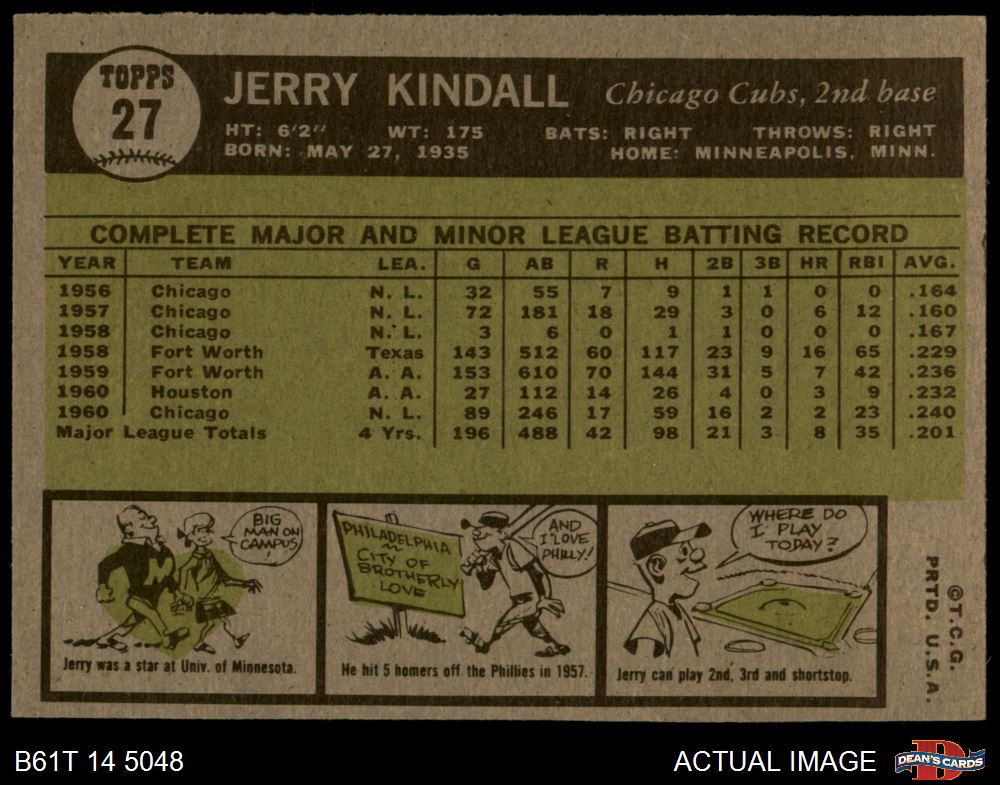 TOPPS
27
JERRY KINDALL Chicago Cubs, 2nd base
HT: 6'2" WT: 175 BATS: RIGHT THROWS: RIGHT
BORN: MAY 27, 1935 HOME: MINNEAPOLIS, MINN.
COMPLETE MAJOR AND MINOR LEAGUE BATTING RECORD
YEAR TEAM LEA. G AB R H 2B 3B HR RBI AVG.
1956 Chicago N. L. 32 55 7 9 1 1 0 0 .164
1957 Chicago N. L. 72 181 18 29 3 0 6 12 .160
1958 Chicago N. L. 3 6 0 1 1 0 0 0 .167
1958 Fort Worth Texas 143 512 60 117 23 9 16 65 .229
1959 Fort Worth A. A. 153 610 70 144 31 5 7 42 .236
1960 Houston A. A. 27 112 14 26 4 0 3 9 .232
1960 Chicago N. L. 89 246 17 59 16 2 2 23 .240
Major League Totals 4 Yrs. 196 488 42 98 21 3 8 35 .201
BIG
MAN ON
CAMPUS
!
M
Jerry was a star at Univ. of Minnesota.
PHILADELPHIA
~
CITY OF
BROTHERLY
LOVE
AND
I LOVE
PHILLY!
He hit 5 homers off the Phillies in 1957.
WHERE DO
I PLAY
TODAY?
Jerry can play 2nd, 3rd and shortstop.
©T.C.G.
PRTD. U.S.A.
B61T 14 5048
ACTUAL IMAGE
D
DEAN'S CARDS